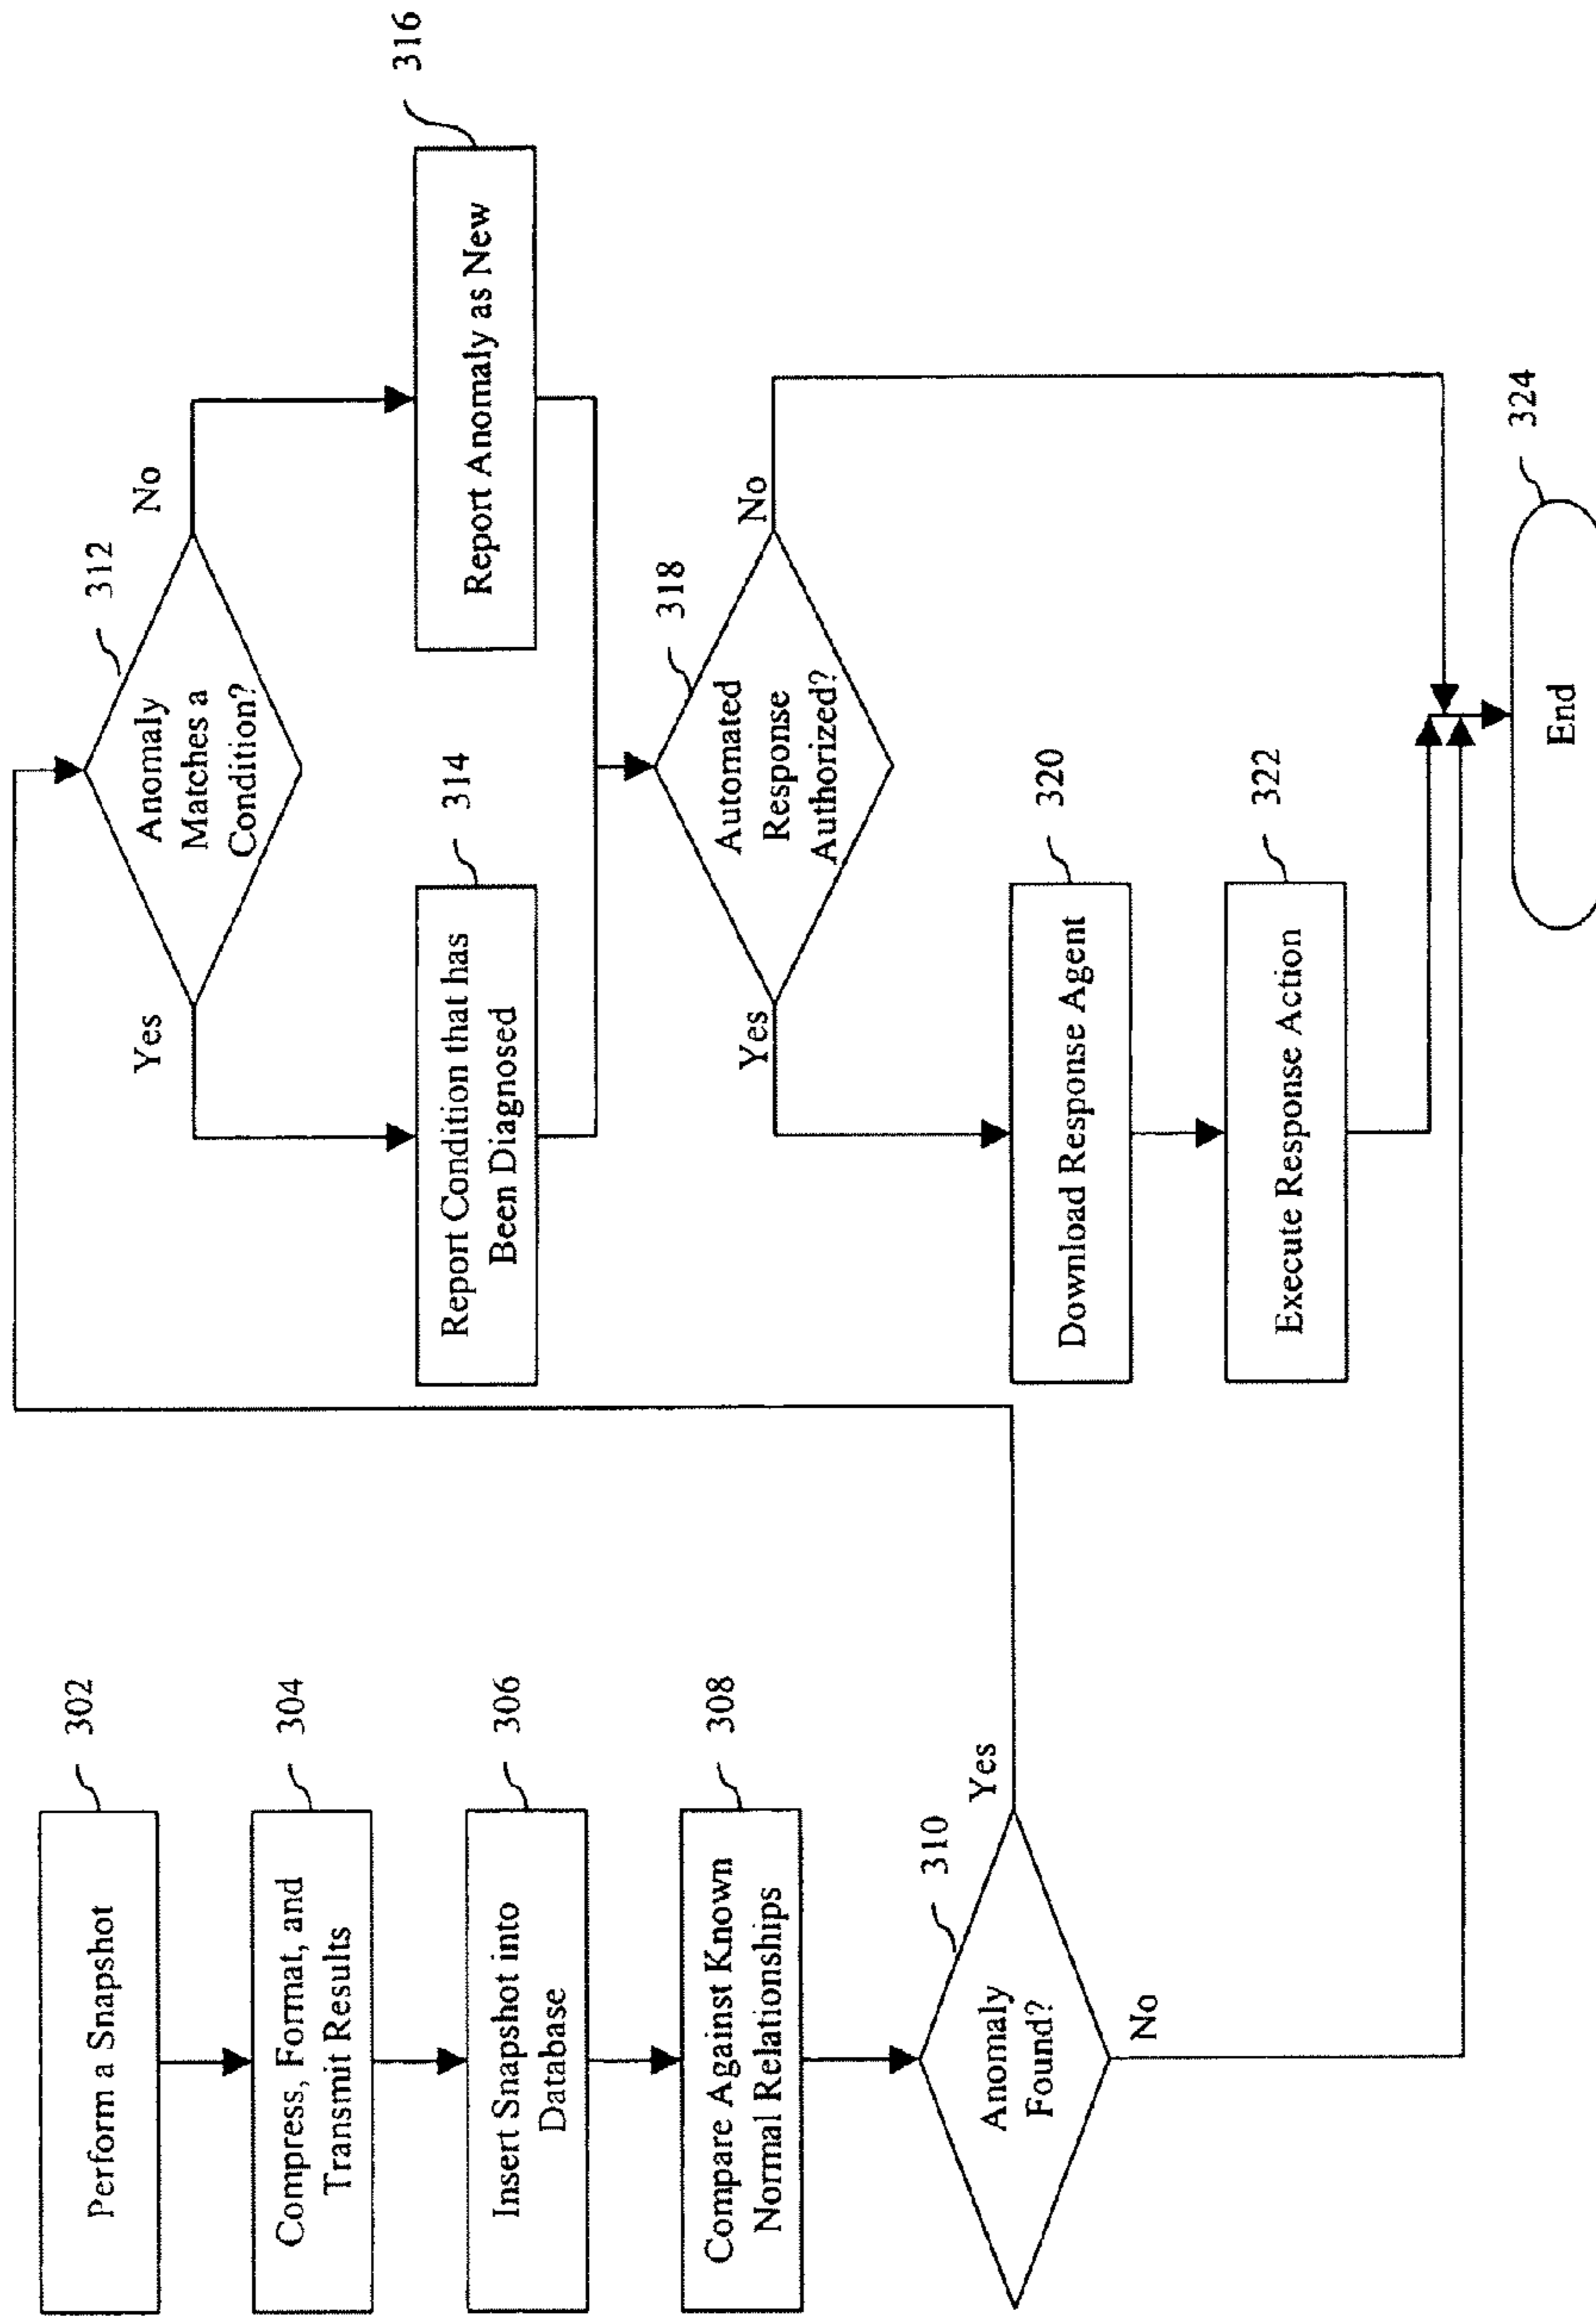 Perform a Snapshot
302
Compress, Format, and
Transmit Results
304
Insert Snapshot into
Database
306
Compare Against Known
Normal Relationships
308
Anomaly
Found?
310
Yes
No
Anomaly
Matches a
Condition?
312
Yes
No
Report Condition that has
Been Diagnosed
314
Report Anomaly as New
316
Automated
Response
Authorized?
318
Yes
No
Download Response Agent
320
Execute Response Action
322
End
324